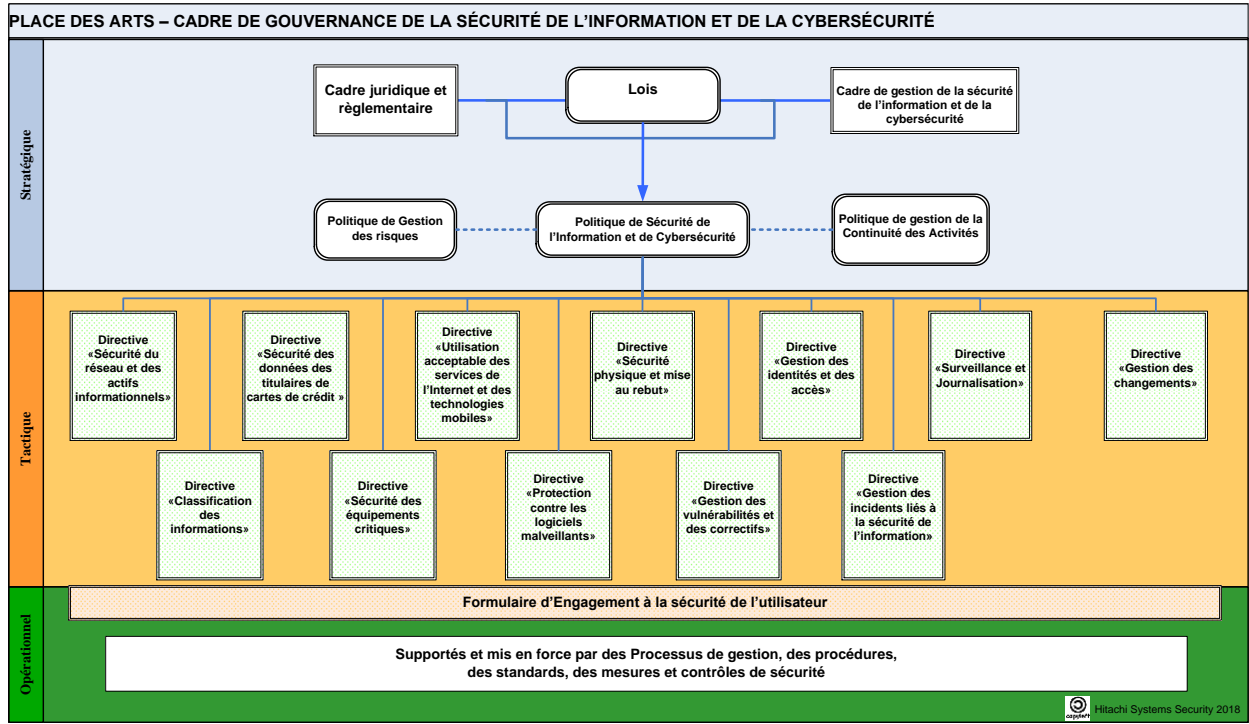 PLACE DES ARTS – CADRE DE GOUVERNANCE DE LA SÉCURITÉ DE L'INFORMATION ET DE LA CYBERSÉCURITÉ
Stratégique
Cadre juridique et
règlementaire
Lois
Cadre de gestion de la sécurité
de l'information et de la
cybersécurité
Politique de Gestion
des risques
Politique de Sécurité de
l'Information et de Cybersécurité
Politique de gestion de la
Continuité des Activités
Tactique
Directive
«Sécurité du
réseau et des
actifs
informationnels»
Directive
«Sécurité des
données des
titulaires de
cartes de crédit »
Directive
«Utilisation
acceptable des
services de
l'Internet et des
technologies
mobiles»
Directive
«Sécurité
physique et mise
au rebut»
Directive
«Gestion des
identités et des
accès»
Directive
«Surveillance et
Journalisation»
Directive
«Gestion des
changements»
Directive
«Classification
des
informations»
Directive
«Sécurité des
équipements
critiques»
Directive
«Protection
contre les
logiciels
malveillants»
Directive
«Gestion des
vulnérabilités et
des correctifs»
Directive
«Gestion des
incidents liés à
la sécurité de
l'information»
Opérationnel
Formulaire d'Engagement à la sécurité de l'utilisateur
Supportés et mis en force par des Processus de gestion, des procédures,
des standards, des mesures et contrôles de sécurité
copyleft
Hitachi Systems Security 2018